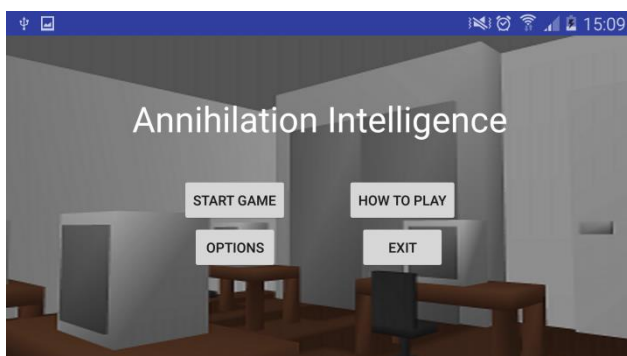 15:09
Annihilation Intelligence
START GAME HOW TO PLAY
OPTIONS EXIT